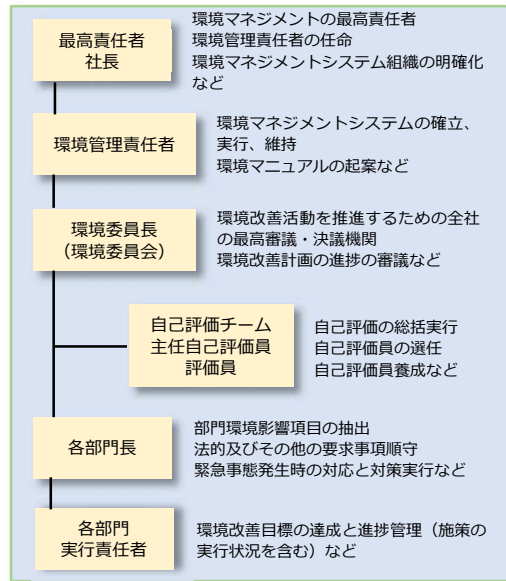 最高責任者
社長
環境マネジメントの最高責任者
環境管理責任者の任命
環境マネジメントシステム組織の明確化
など
環境管理責任者
環境マネジメントシステムの確立、
実行、維持
環境マニュアルの起案など
環境委員長
（環境委員会）
環境改善活動を推進するための全社
の最高審議・決議機関
環境改善計画の進捗の審議など
自己評価チーム
主任自己評価員
評価員
自己評価の総括実行
自己評価員の選任
自己評価員養成など
各部門長
部門環境影響項目の抽出
法的及びその他の要求事項順守
緊急事態発生時の対応と対策実行など
各部門
実行責任者
環境改善目標の達成と進捗管理（施策の
実行状況を含む）など